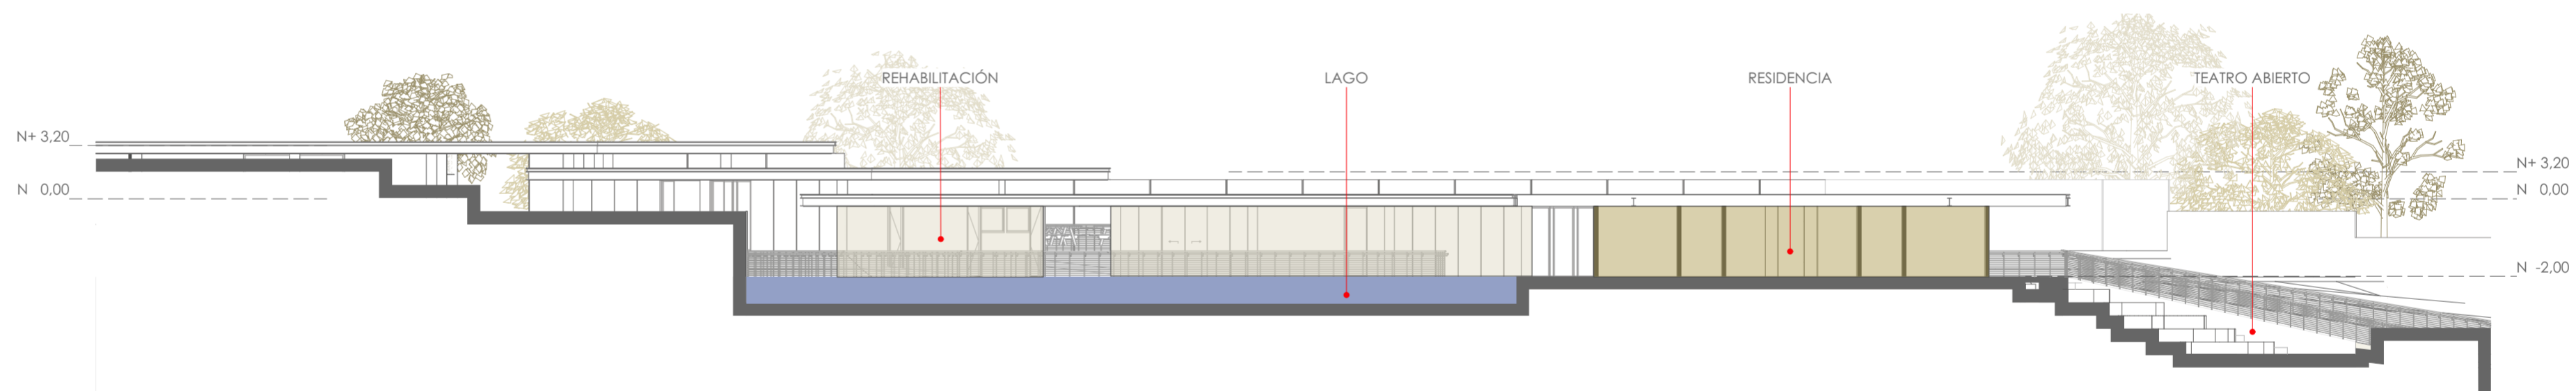 REHABILITACIÓN
LAGO
RESIDENCIA
TEATRO ABIERTO
N+ 3,20
N 0,00
N+ 3,20
N 0,00
N -2,00